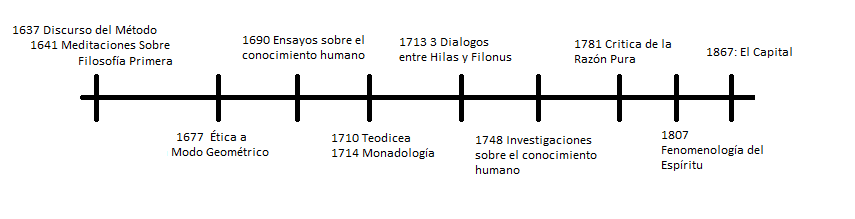 1637 Discurso del Método
1641 Meditaciones Sobre
Filosofía Primera
1677 Ética a
Modo Geométrico
1690 Ensayos sobre el
conocimiento humano
1710 Teodicea
1714 Monadología
1713 3 Dialogos
entre Hilas y Filonus
1748 Investigaciones
sobre el conocimiento
humano
1781 Critica de la
Razón Pura
1807
Fenomenología del
Espíritu
1867: El Capital